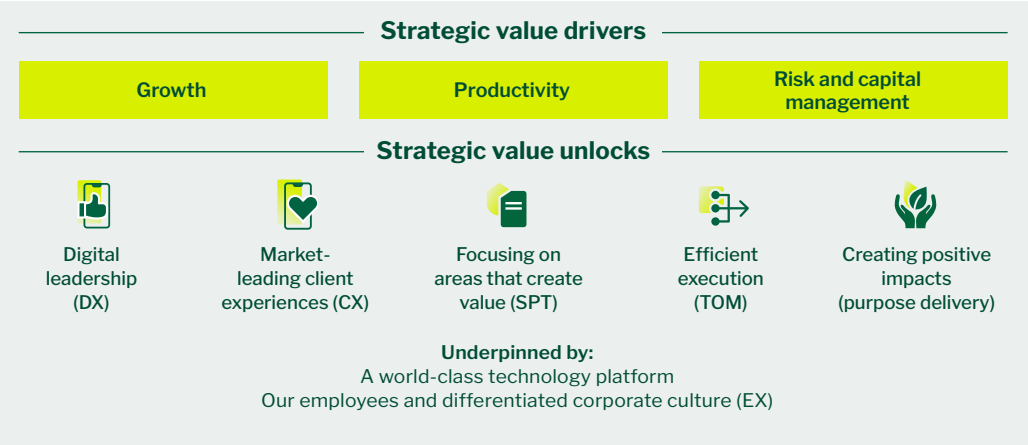 Strategic value drivers
Growth
Productivity
Risk and capital
management
Strategic value unlocks
Digital
leadership
(DX)
Market-
leading client
experiences (CX)
Focusing on
areas that create
value (SPT)
Efficient
execution
(TOM)
Creating positive
impacts
(purpose delivery)
Underpinned by:
A world-class technology platform
Our employees and differentiated corporate culture (EX)